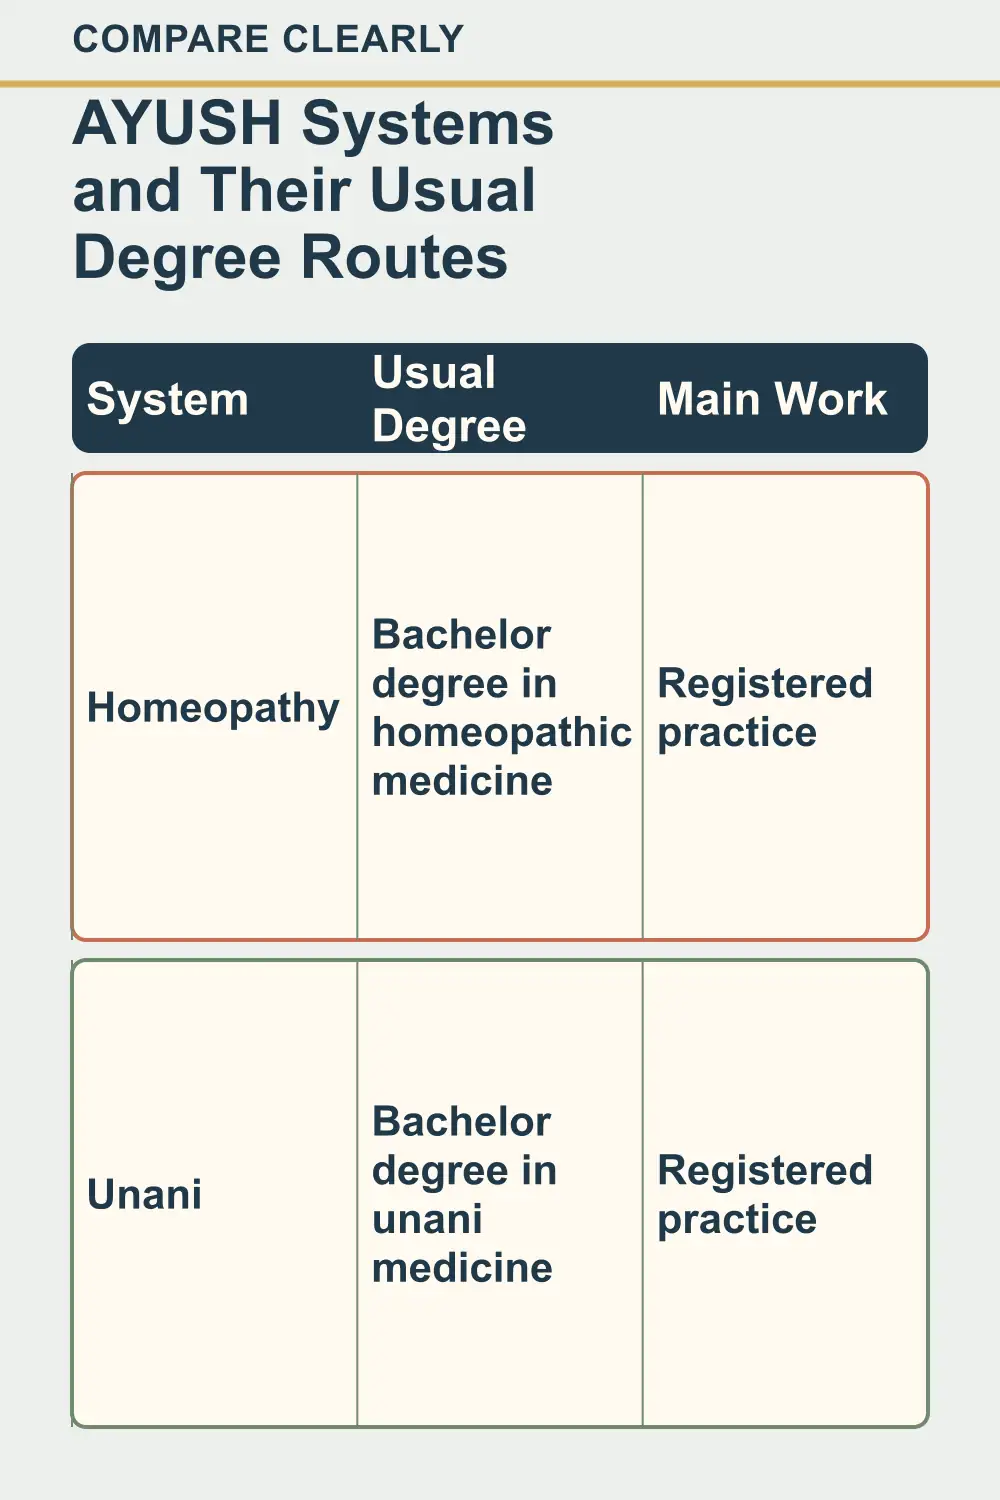 COMPARE CLEARLY
AYUSH Systems
and Their Usual
Degree Routes
System
Usual
Degree
Main Work
Homeopathy
Bachelor
degree in
homeopathic
medicine
Registered
practice
Unani
Bachelor
degree in
unani
medicine
Registered
practice